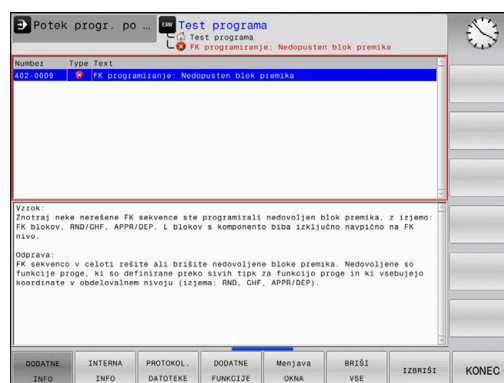 Potek progr. po …
ERR Test programa
Test programa
FK programiranje: Nedopusten blok premika
Number Type Text
402-0009 FK programiranje: Nedopusten blok premika
Vzrok:
Znotraj neke nerešene FK sekvence ste programirali nedovoljen blok premika, z izjemo:
FK blokov, RND/CHF, APPR/DEP, L blokov s komponento biba izključno navpično na FK
nivo.
Odprava:
FK sekvenco v celoti rešite ali brišite nedovoljene bloke premika. Nedovoljene so
funkcije proge, ki so definirane preko sivih tipk za funkcijo proge in ki vsebujejo
koordinate v obdelovalnem nivoju (izjema: RND, CHF, APPR/DEP).
DODATNE INFO
INTERNA INFO
PROTOKOL. DATOTEKE
DODATNE FUNKCIJE
Menjava OKNA
BRIŠI VSE
IZBRIŠI
KONEC